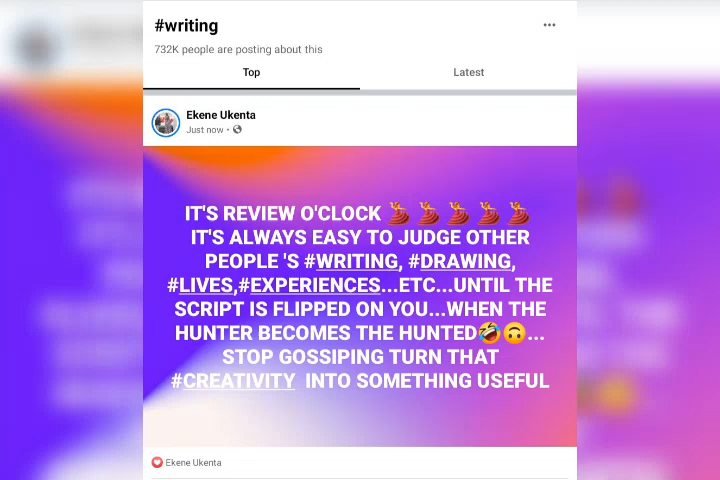 #writing
732K people are posting about this
Top
Latest
Ekene Ukenta
Just now
IT'S REVIEW O'CLOCK 💃💃💃💃💃
IT'S ALWAYS EASY TO JUDGE OTHER
PEOPLE 'S #WRITING, #DRAWING,
#LIVES,#EXPERIENCES...ETC...UNTIL THE
SCRIPT IS FLIPPED ON YOU...WHEN THE
HUNTER BECOMES THE HUNTED🤣🙃...
STOP GOSSIPING TURN THAT
#CREATIVITY INTO SOMETHING USEFUL
Ekene Ukenta